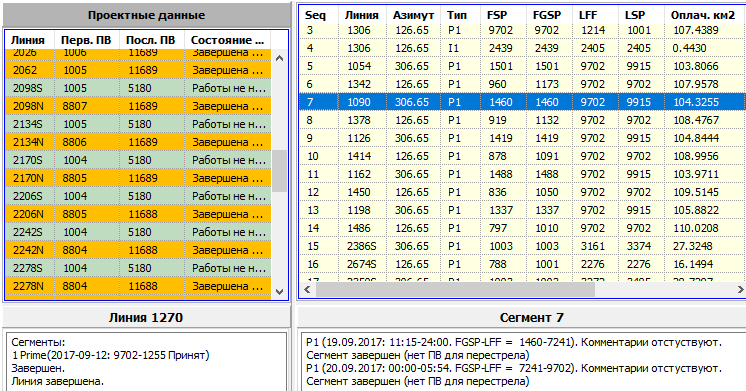 Проектные данные
Линия Перв. ПВ Посл. ПВ Состояние ...
2026 1006 11689 Завершена ...
2062 1005 11689 Завершена ...
2098S 1005 5180 Работы не н...
2098N 8807 11689 Завершена ...
2134S 1005 5180 Работы не н...
2134N 8806 11689 Завершена ...
2170S 1004 5180 Работы не н...
2170N 8805 11689 Завершена ...
2206S 1004 5180 Работы не н...
2206N 8805 11688 Завершена ...
2242S 1004 5180 Работы не н...
2242N 8804 11688 Завершена ...
2278S 1004 5180 Работы не н...
2278N 8804 11688 Завершена ...
Seq Линия Азимут Тип FSP FGSP LFF LSP Оплач. км2
3 1306 126.65 P1 9702 9702 1214 1001 107.4389
4 1306 126.65 I1 2439 2439 2405 2405 0.4430
5 1054 306.65 P1 1501 1501 9702 9915 103.8066
6 1342 126.65 P1 960 1173 9702 9702 107.9578
7 1090 306.65 P1 1460 1460 9702 9915 104.3255
8 1378 126.65 P1 919 1132 9702 9702 108.4767
9 1126 306.65 P1 1419 1419 9702 9915 104.8444
10 1414 126.65 P1 878 1091 9702 9702 108.9956
11 1162 306.65 P1 1488 1488 9702 9915 103.9711
12 1450 126.65 P1 836 1050 9702 9702 109.5145
13 1198 306.65 P1 1337 1337 9702 9915 105.8822
14 1486 126.65 P1 797 1010 9702 9702 110.0208
15 2386S 306.65 P1 1003 1003 3161 3374 27.3248
16 2674S 126.65 P1 788 1001 2276 2276 16.1494
Линия 1270
Сегменты:
1 Prime(2017-09-12: 9702-1255 Принят)
Завершен.
Линия завершена.
Сегмент 7
P1 (19.09.2017: 11:15-24:00. FGSP-LFF = 1460-7241). Комментарии отстуствуют.
Сегмент завершен (нет ПВ для перестрела)
P1 (20.09.2017: 00:00-05:54. FGSP-LFF = 7241-9702). Комментарии отстуствуют.
Сегмент завершен (нет ПВ для перестрела)